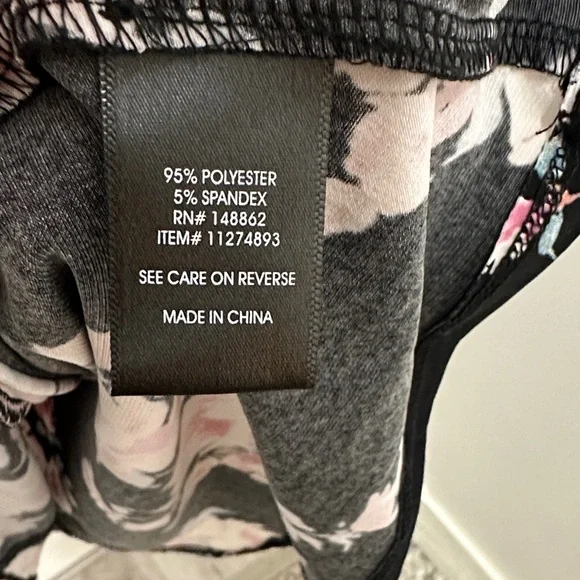 95% POLYESTER
5% SPANDEX
RN# 148862
ITEM# 11274893
SEE CARE ON REVERSE
MADE IN CHINA